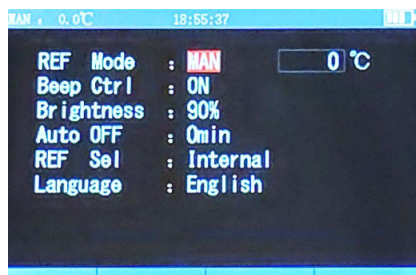 MAN : 0.0℃ 18:55:37
REF Mode : MAN 0 ℃
Beep Ctrl : ON
Brightness : 90%
Auto OFF : 0min
REF Sel : Internal
Language : English